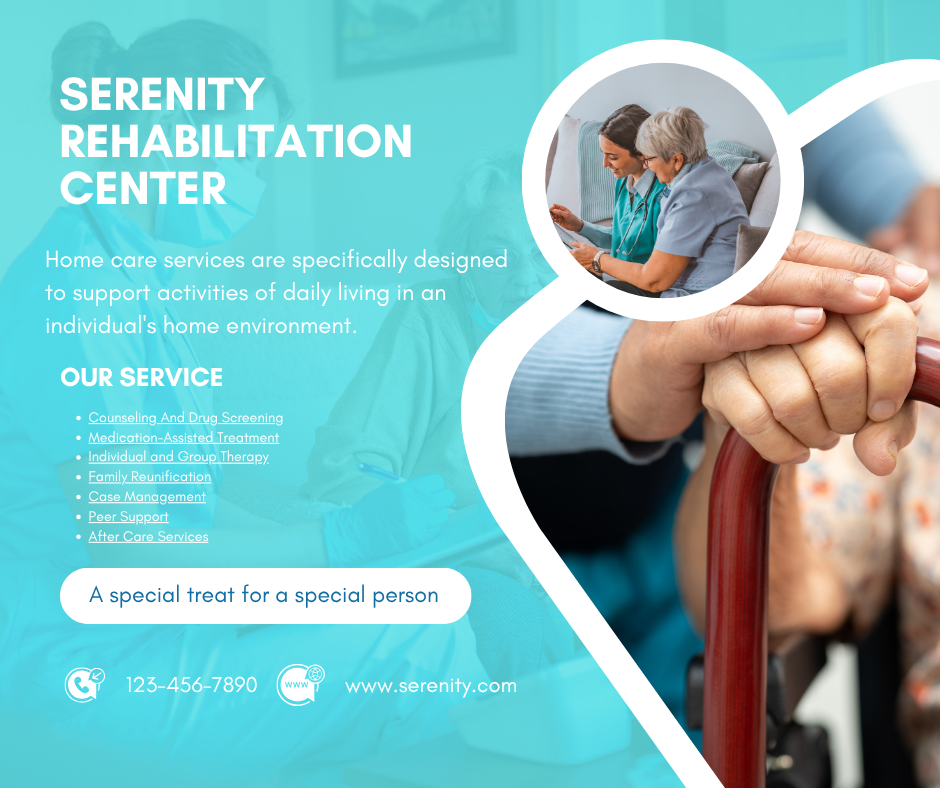 SERENITY
REHABILITATION
CENTER
Home care services are specifically designed
to support activities of daily living in an
individual's home environment.
OUR SERVICE
• Counseling And Drug Screening
• Medication-Assisted Treatment
• Individual and Group Therapy
• Family Reunification
• Case Management
• Peer Support
• After Care Services
A special treat for a special person
123-456-7890
www
www.serenity.com